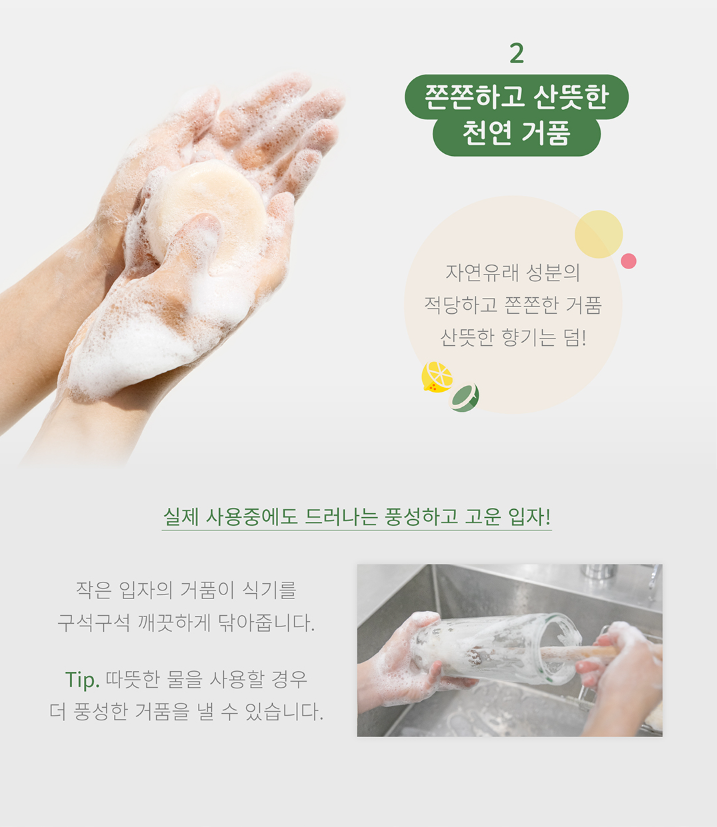 2
쫀쫀하고 산뜻한
천연 거품
자연유래 성분의
적당하고 쫀쫀한 거품
산뜻한 향기는 덤!
실제 사용중에도 드러나는 풍성하고 고운 입자!
작은 입자의 거품이 식기를
구석구석 깨끗하게 닦아줍니다.
Tip. 따뜻한 물을 사용할 경우
더 풍성한 거품을 낼 수 있습니다.